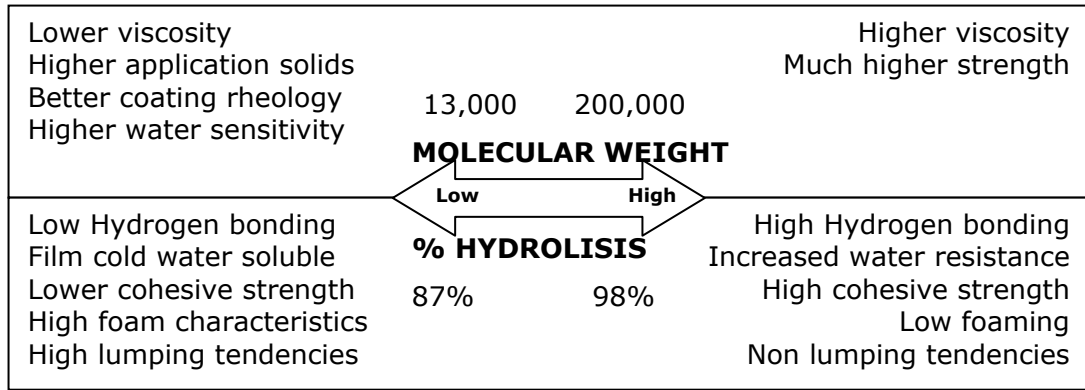 Lower viscosity
Higher application solids
Better coating rheology
Higher water sensitivity
Higher viscosity
Much higher strength
13,000 200,000
MOLECULAR WEIGHT
Low High
% HYDROLISIS
87% 98%
Low Hydrogen bonding
Film cold water soluble
Lower cohesive strength
High foam characteristics
High lumping tendencies
High Hydrogen bonding
Increased water resistance
High cohesive strength
Low foaming
Non lumping tendencies